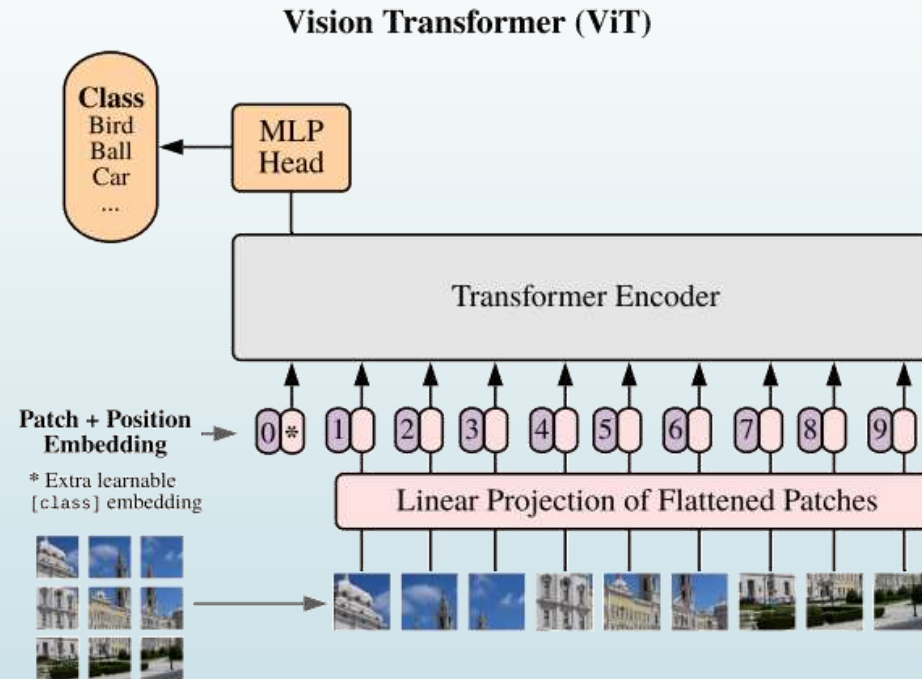 Vision Transformer (ViT)
Class
Bird
Ball
Car
...
MLP
Head
Transformer Encoder
Patch + Position
Embedding
0 * 1 2 3 4 5 6 7 8 9
* Extra learnable
[class] embedding
Linear Projection of Flattened Patches